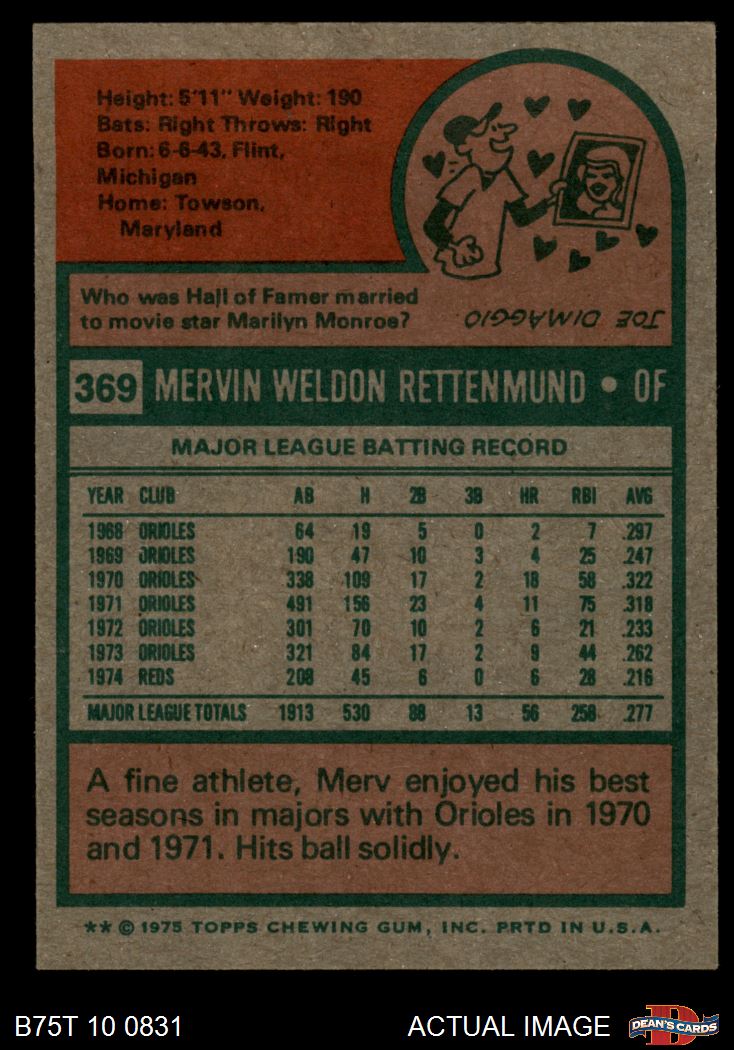 Height: 5'11" Weight: 190
Bats: Right Throws: Right
Born: 6-6-43, Flint,
Michigan
Home: Towson,
Maryland
Who was Hall of Famer married
to movie star Marilyn Monroe?
JOE DIMAGGIO
369 MERVIN WELDON RETTENMUND • OF
MAJOR LEAGUE BATTING RECORD
YEAR CLUB AB H 2B 3B HR RBI AVG
1968 ORIOLES 64 19 5 0 2 7 .297
1969 ORIOLES 190 47 10 3 4 25 .247
1970 ORIOLES 338 109 17 2 18 58 .322
1971 ORIOLES 491 156 23 4 11 75 .318
1972 ORIOLES 301 70 10 2 6 21 .233
1973 ORIOLES 321 84 17 2 9 44 .262
1974 REDS 208 45 6 0 6 28 .216
MAJOR LEAGUE TOTALS 1913 530 88 13 56 258 .277
A fine athlete, Merv enjoyed his best
seasons in majors with Orioles in 1970
and 1971. Hits ball solidly.
** © 1975 TOPPS CHEWING GUM, INC. PRTD IN U.S.A.
B75T 10 0831 ACTUAL IMAGE DEAN'S CARDS